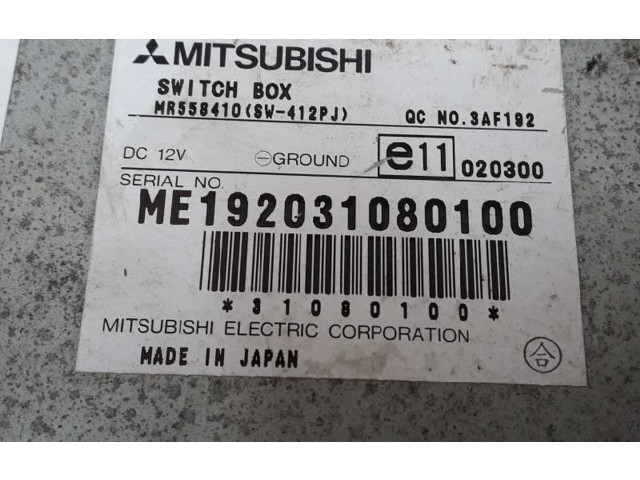 MITSUBISHI
SWITCH BOX
MR558410(SW-412PJ) QC NO.3AF192
DC 12V ⊖GROUND e11 020300
SERIAL NO.
ME192031080100
*31080100*
MITSUBISHI ELECTRIC CORPORATION
MADE IN JAPAN 合